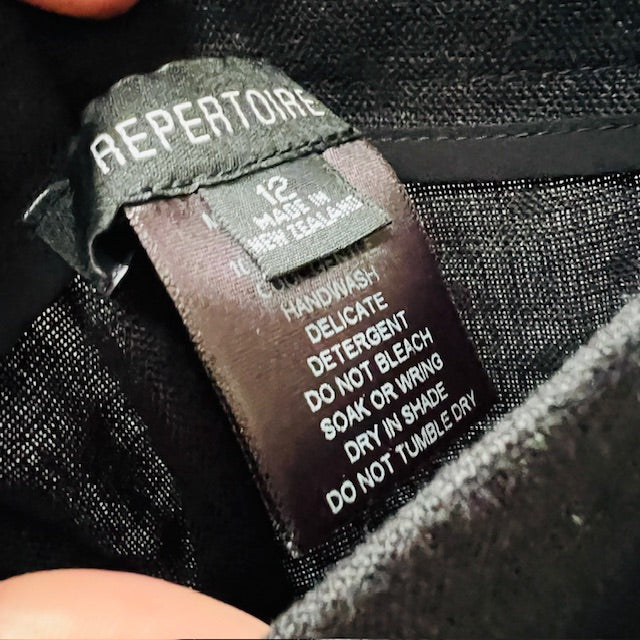 REPERTOIRE
12
MADE IN
NEW ZEALAND
HANDWASH
DELICATE
DETERGENT
DO NOT BLEACH
SOAK OR WRING
DRY IN SHADE
DO NOT TUMBLE DRY